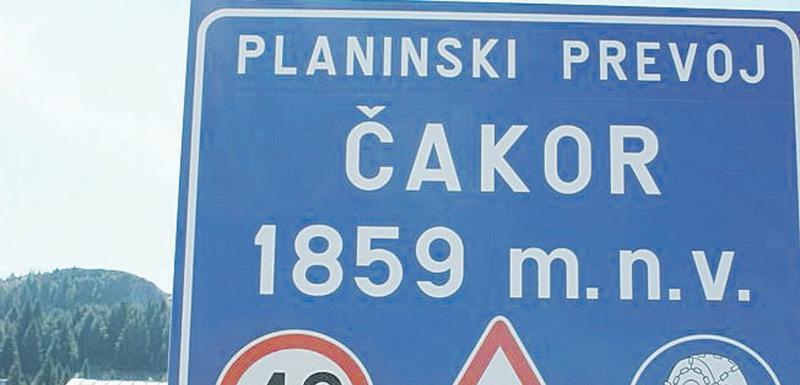 PLANINSKI PREVOJ
ČAKOR
1859 m.n.v.